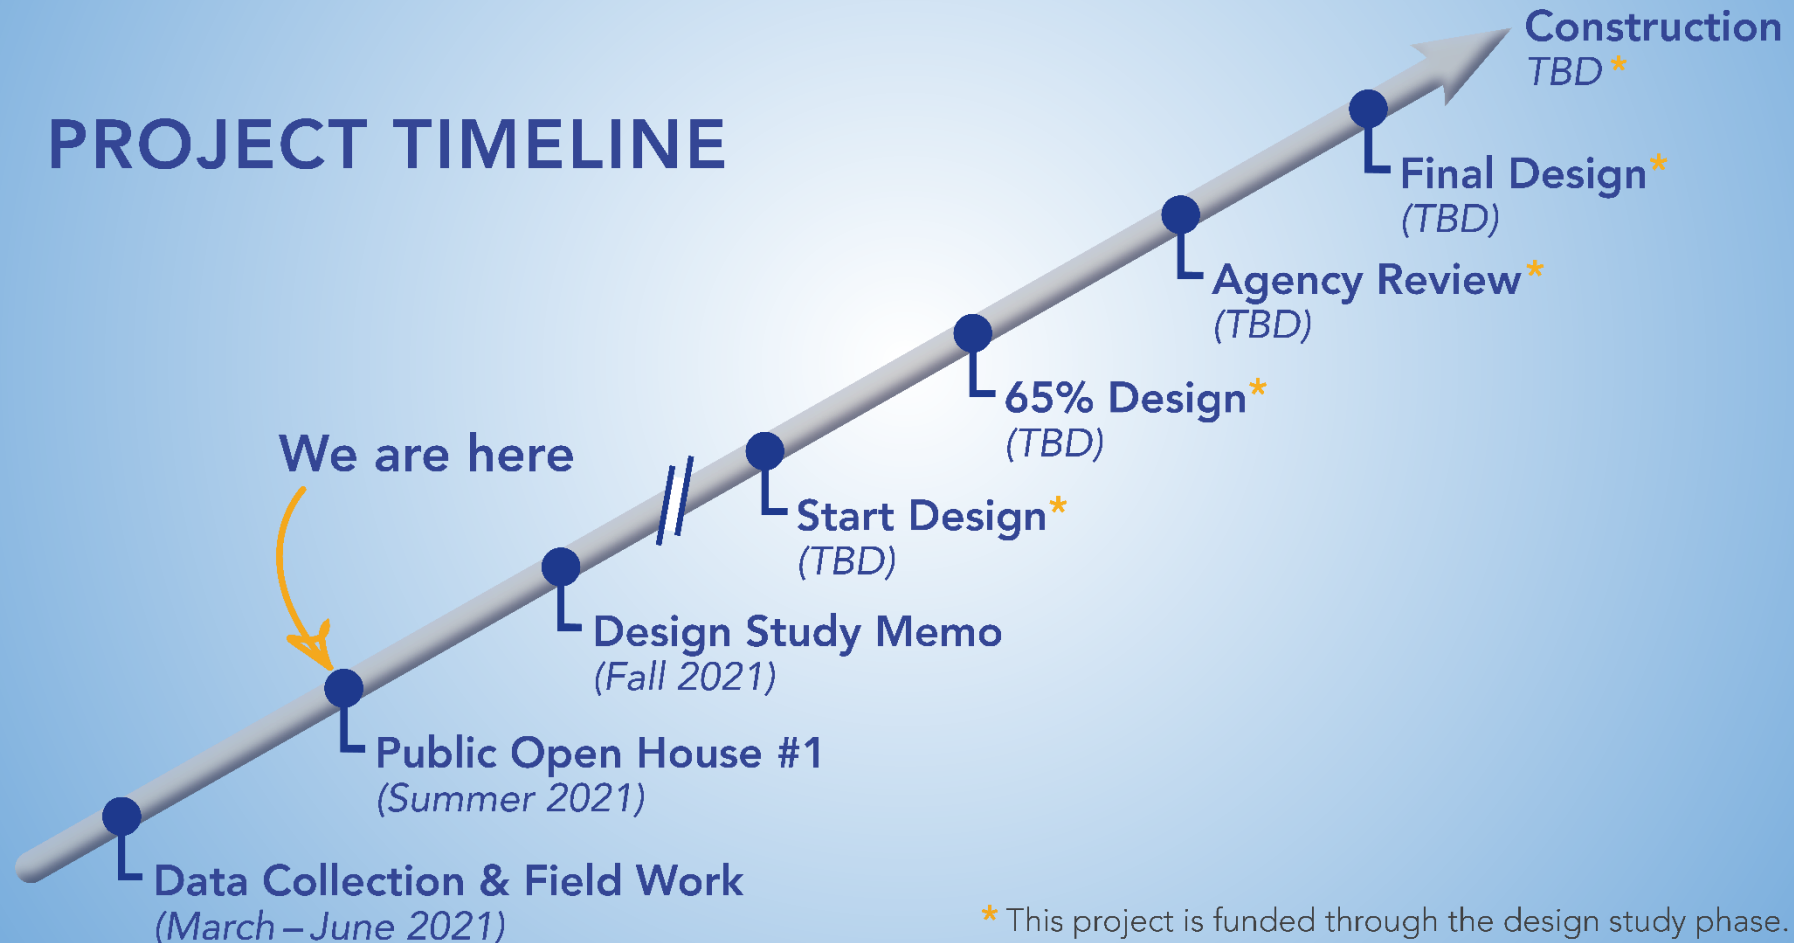 PROJECT TIMELINE
Construction
TBD *
Final Design*
(TBD)
Agency Review*
(TBD)
65% Design*
(TBD)
Start Design*
(TBD)
We are here
Design Study Memo
(Fall 2021)
Public Open House #1
(Summer 2021)
Data Collection & Field Work
(March – June 2021)
* This project is funded through the design study phase.